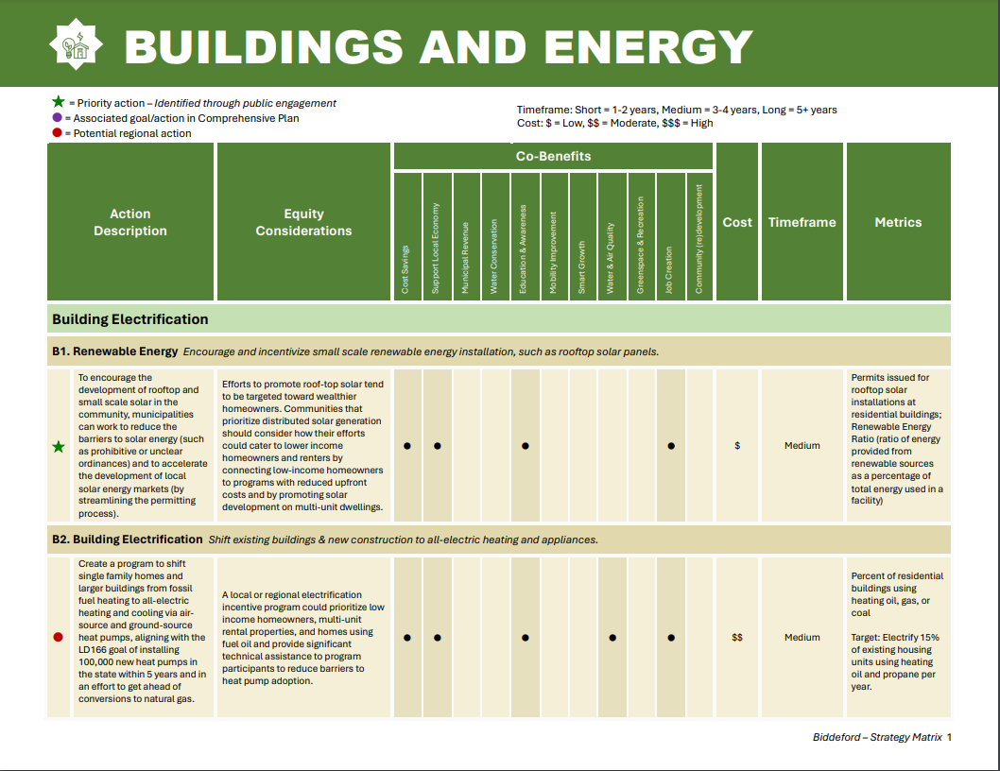 BUILDINGS AND ENERGY
★ = Priority action – Identified through public engagement
● = Associated goal/action in Comprehensive Plan
● = Potential regional action
Timeframe: Short = 1-2 years, Medium = 3-4 years, Long = 5+ years
Cost: $ = Low, $$ = Moderate, $$$ = High
Action
Description
Equity
Considerations
Co-Benefits
Cost Savings
Support Local Economy
Municipal Revenue
Water Conservation
Education & Awareness
Mobility Improvement
Smart Growth
Water & Air Quality
Greenspace & Recreation
Job Creation
Community (re)development
Cost
Timeframe
Metrics
Building Electrification
B1. Renewable Energy Encourage and incentivize small scale renewable energy installation, such as rooftop solar panels.
★
To encourage the
development of rooftop and
small scale solar in the
community, municipalities
can work to reduce the
barriers to solar energy (such
as prohibitive or unclear
ordinances) and to accelerate
the development of local
solar energy markets (by
streamlining the permitting
process).
Efforts to promote roof-top solar tend
to be targeted toward wealthier
homeowners. Communities that
prioritize distributed solar generation
should consider how their efforts
could cater to lower income
homeowners and renters by
connecting low-income homeowners
to programs with reduced upfront
costs and by promoting solar
development on multi-unit dwellings.
● ● ● ●
$
Medium
Permits issued for
rooftop solar
installations at
residential buildings;
Renewable Energy
Ratio (ratio of energy
provided from
renewable sources
as a percentage of
total energy used in a
facility)
B2. Building Electrification Shift existing buildings & new construction to all-electric heating and appliances.
●
Create a program to shift
single family homes and
larger buildings from fossil
fuel heating to all-electric
heating and cooling via air-
source and ground-source
heat pumps, aligning with the
LD166 goal of installing
100,000 new heat pumps in
the state within 5 years and in
an effort to get ahead of
conversions to natural gas.
A local or regional electrification
incentive program could prioritize low
income homeowners, multi-unit
rental properties, and homes using
fuel oil and provide significant
technical assistance to program
participants to reduce barriers to
heat pump adoption.
● ● ● ● ●
$$
Medium
Percent of residential
buildings using
heating oil, gas, or
coal
Target: Electrify 15%
of existing housing
units using heating
oil and propane per
year.
Biddeford – Strategy Matrix 1